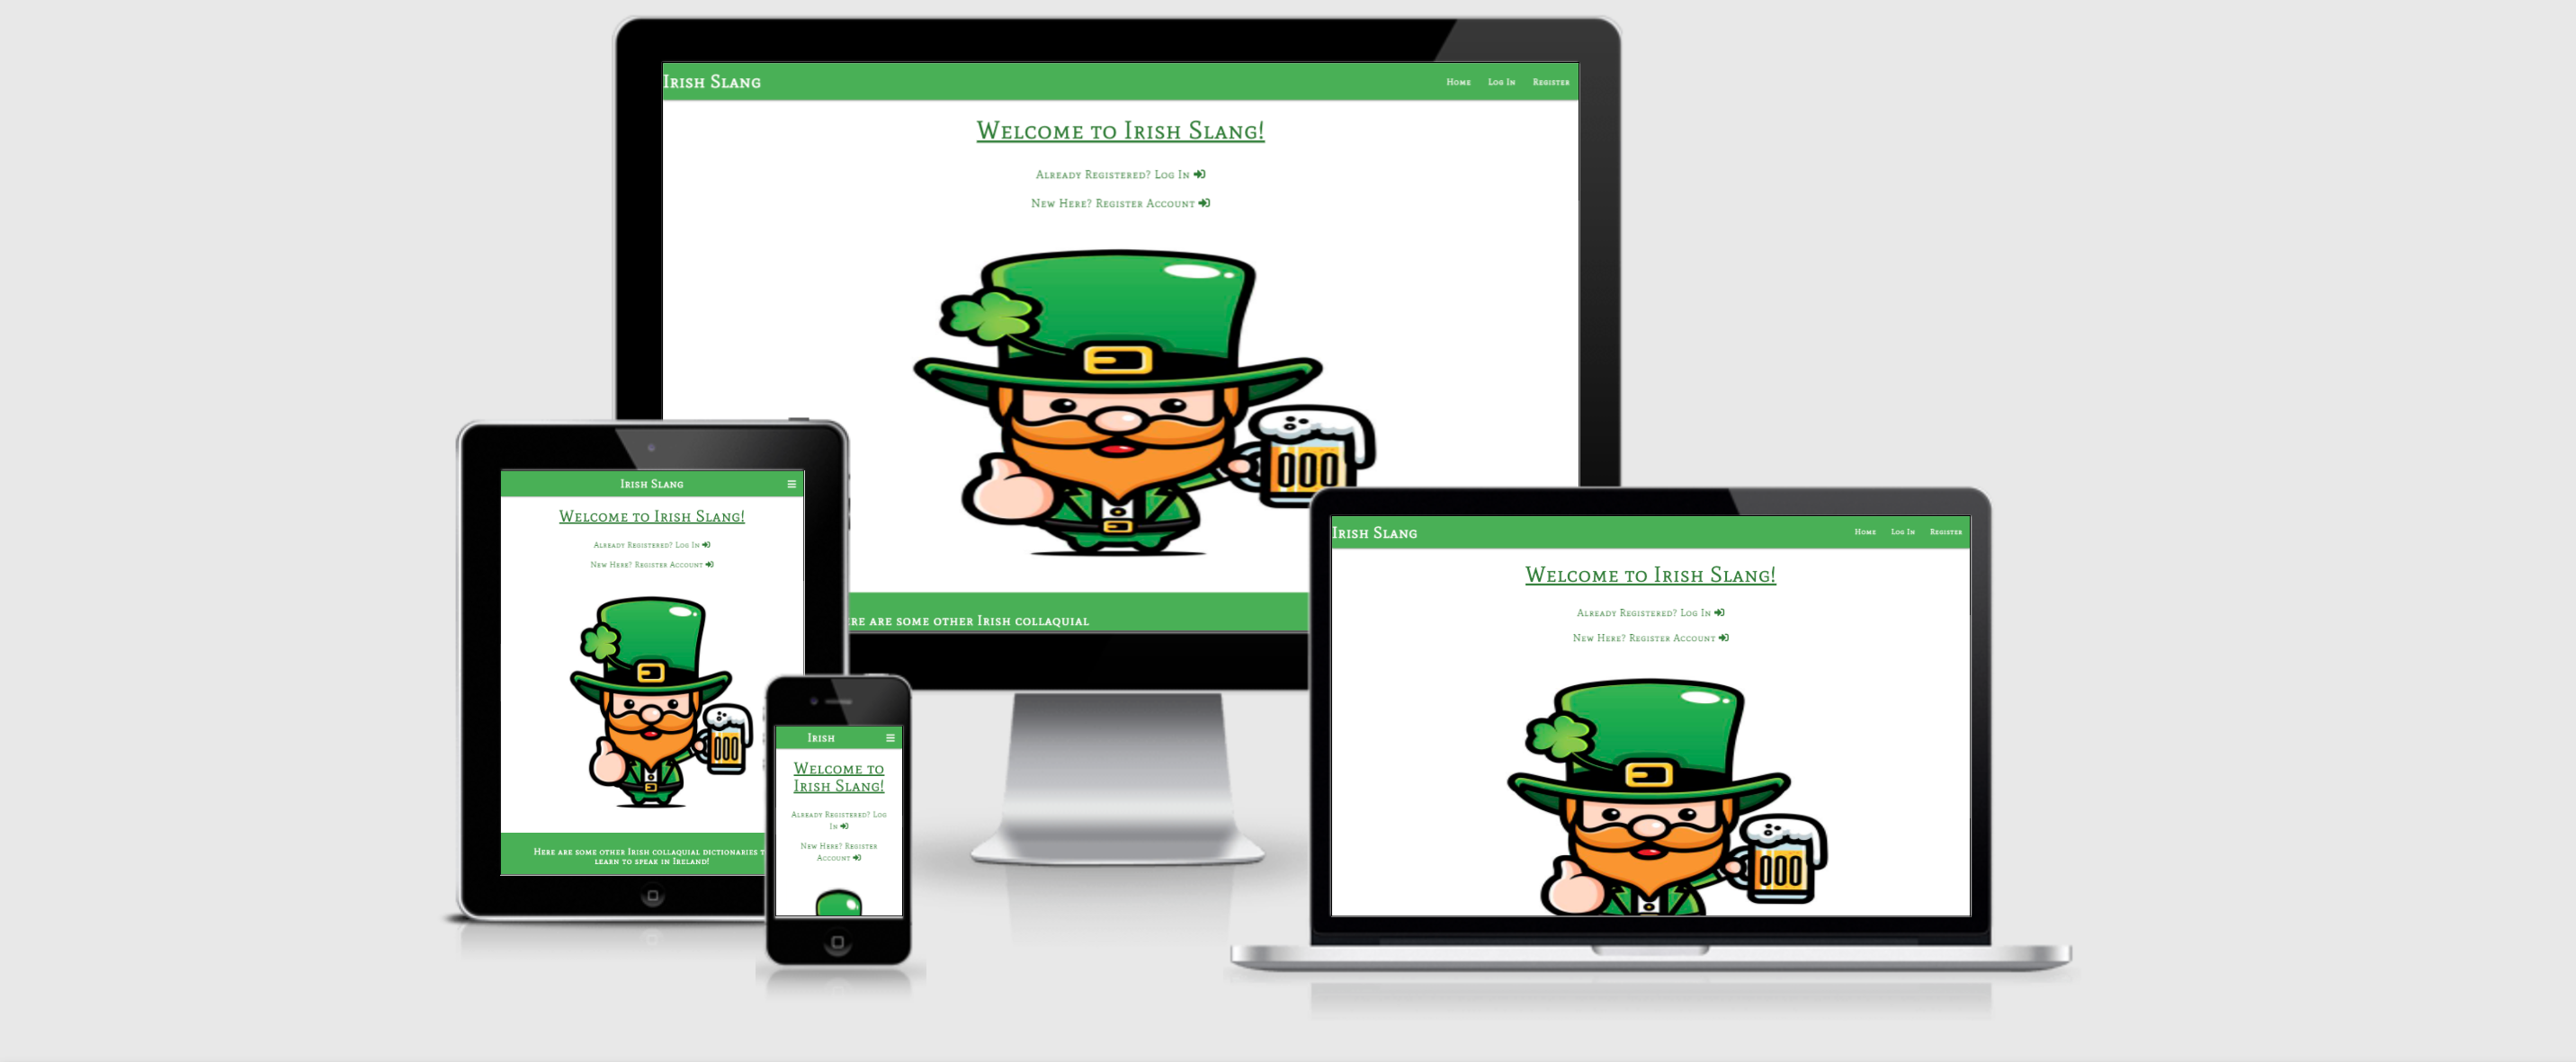 Irish Slang
Home Log In Register
Welcome to Irish Slang!
Already Registered? Log In
New Here? Register Account
ere are some other Irish collaquial
Irish Slang
Welcome to Irish Slang!
Already Registered? Log In
New Here? Register Account
Here are some other Irish collaquial dictionaries t
learn to speak in Ireland!
Irish
Welcome to
Irish Slang!
Already Registered? Log
In
New Here? Register
Account
Irish Slang
Home Log In Register
Welcome to Irish Slang!
Already Registered? Log In
New Here? Register Account